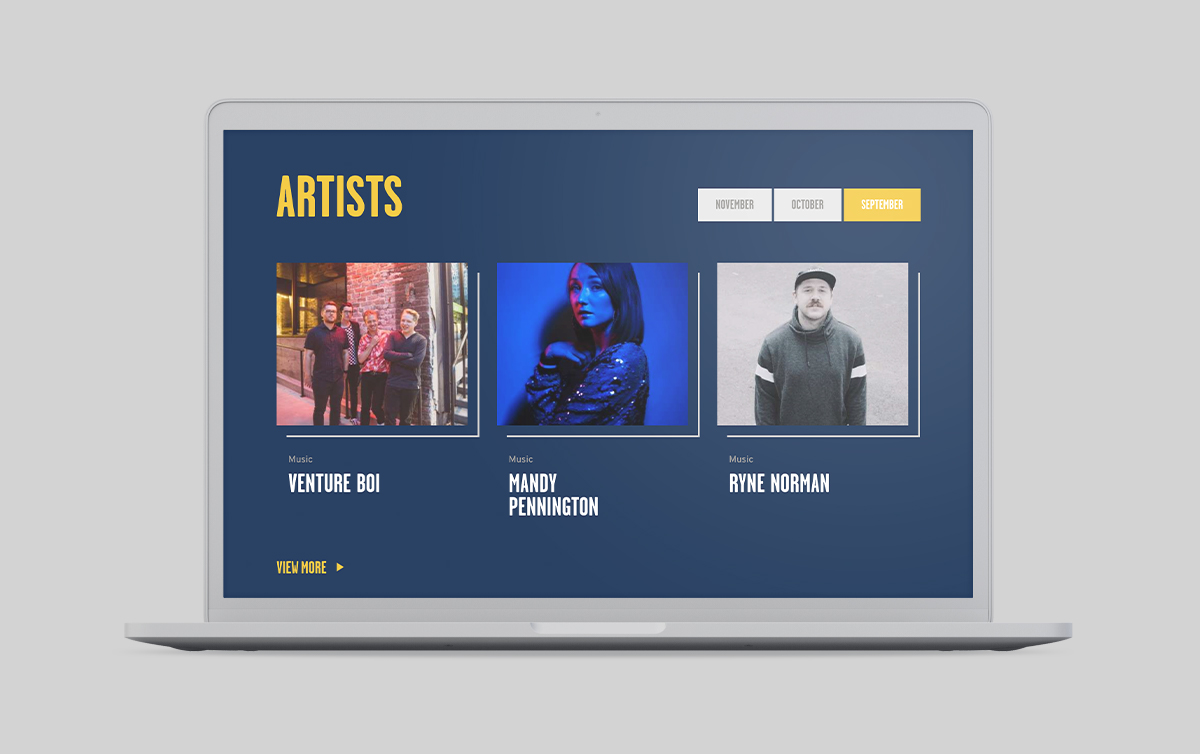 ARTISTS
NOVEMBER
OCTOBER
SEPTEMBER
Music
VENTURE BOI
Music
MANDY
PENNINGTON
Music
RYNE NORMAN
VIEW MORE